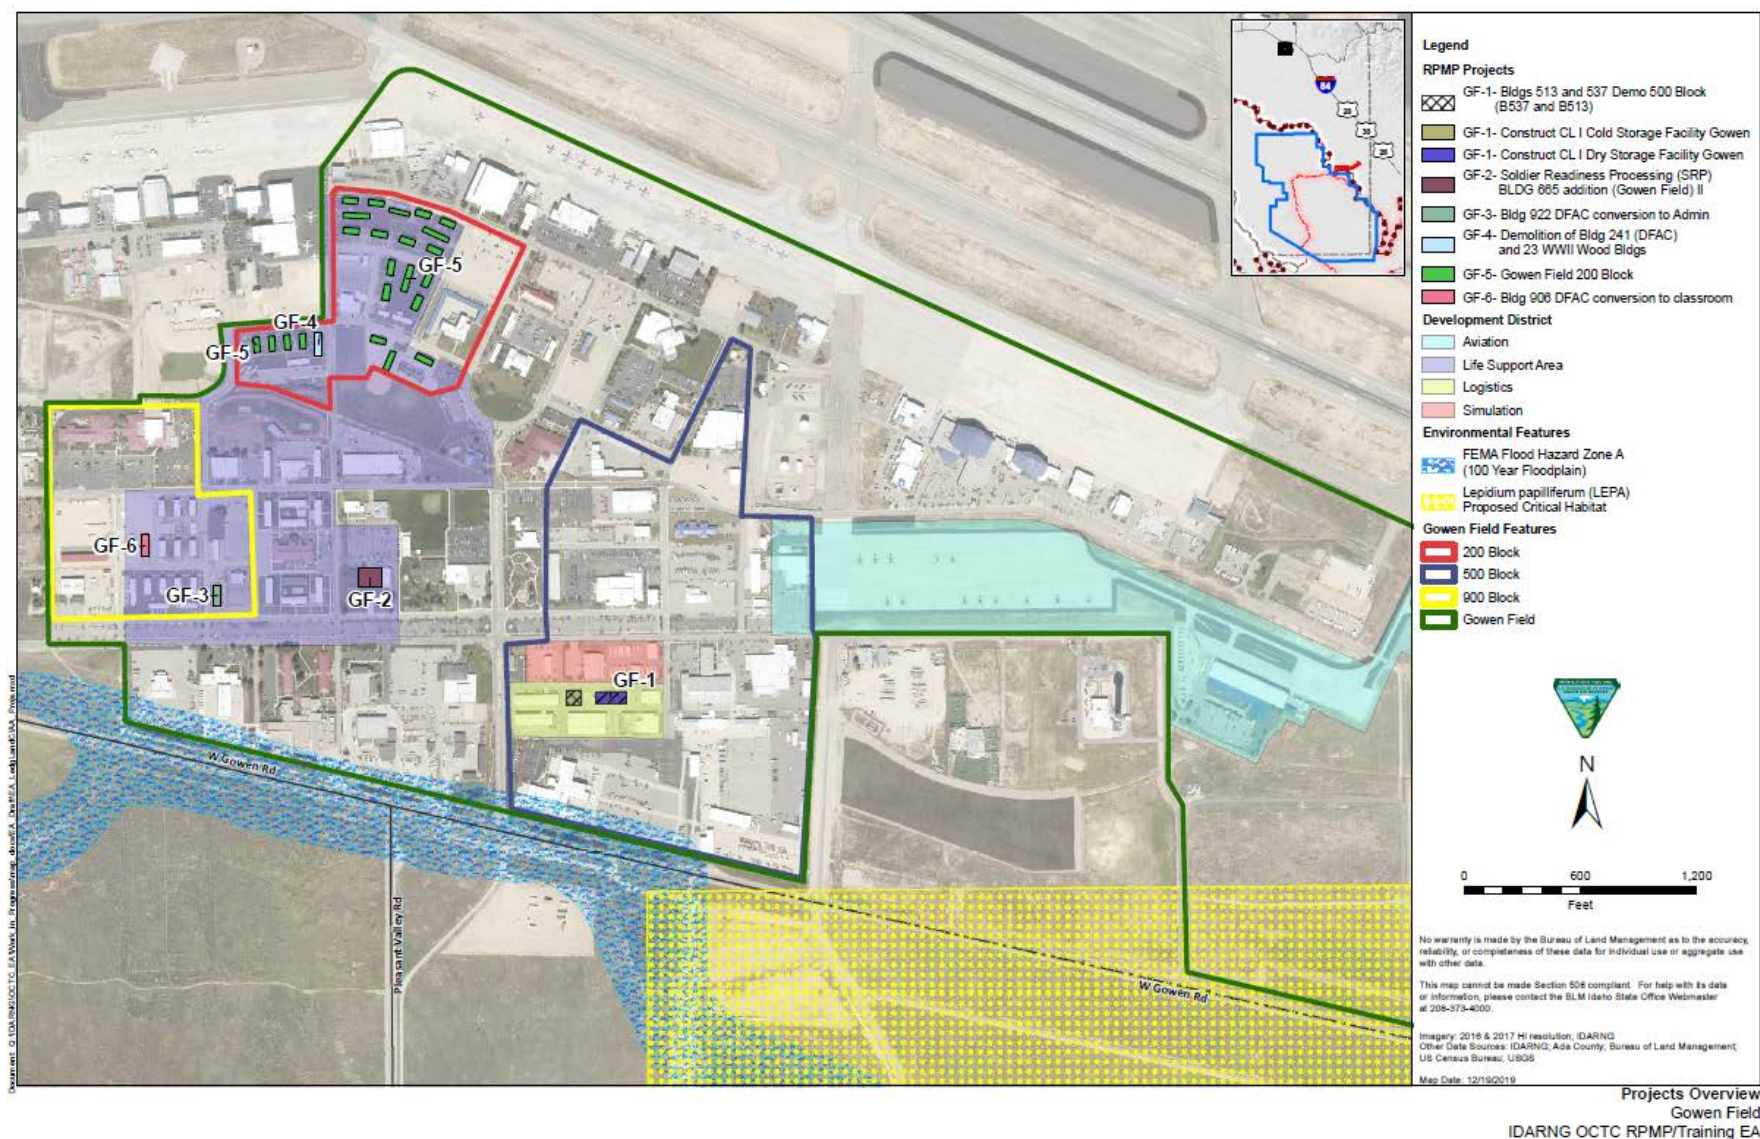 Legend
RPMP Projects
GF-1- Bldgs 513 and 537 Demo 500 Block
(B537 and B513)
GF-1- Construct CL I Cold Storage Facility Gowen
GF-1- Construct CL I Dry Storage Facility Gowen
GF-2- Soldier Readiness Processing (SRP)
BLDG 665 addition (Gowen Field) II
GF-3- Bldg 922 DFAC conversion to Admin
GF-4- Demolition of Bldg 241 (DFAC)
and 23 WWII Wood Bldgs
GF-5- Gowen Field 200 Block
GF-6- Bldg 906 DFAC conversion to classroom
Development District
Aviation
Life Support Area
Logistics
Simulation
Environmental Features
FEMA Flood Hazard Zone A
(100 Year Floodplain)
Lepidium papilliferum (LEPA)
Proposed Critical Habitat
Gowen Field Features
200 Block
500 Block
900 Block
Gowen Field
N
0 600 1,200
Feet
No warranty is made by the Bureau of Land Management as to the accuracy,
reliability, or completeness of these data for individual use or aggregate use
with other data.
This map cannot be made Section 508 compliant. For help with its data
or information, please contact the BLM Idaho State Office Webmaster
at 208-373-4000.
Imagery: 2016 & 2017 Hi resolution; IDARNG
Other Data Sources: IDARNG; Ada County; Bureau of Land Management;
US Census Bureau; USGS
Map Date: 12/19/2019
Projects Overview
Gowen Field
IDARNG OCTC RPMP/Training EA
84
20
30
GF-5
GF-4
GF-5
GF-6
GF-3
GF-2
GF-1
W Gowen Rd
Pleasant Valley Rd
W Gowen Rd